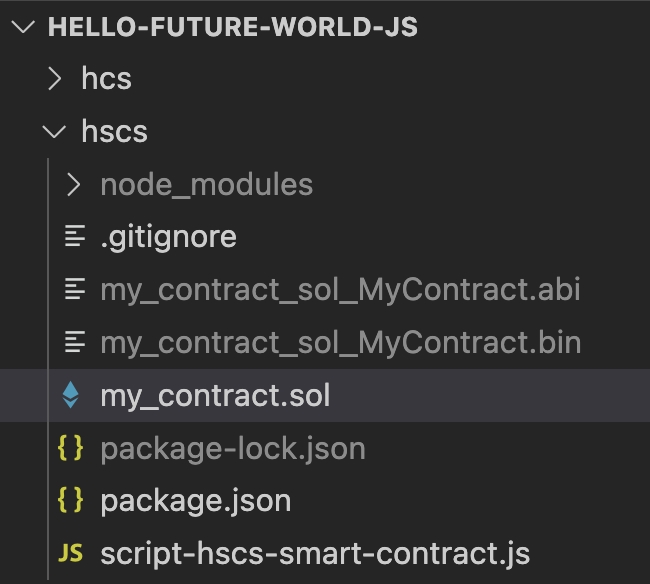 HELLO-FUTURE-WORLD-JS
hcs
hscs
node_modules
.gitignore
my_contract_sol_MyContract.abi
my_contract_sol_MyContract.bin
my_contract.sol
{} package-lock.json
{} package.json
JS script-hscs-smart-contract.js